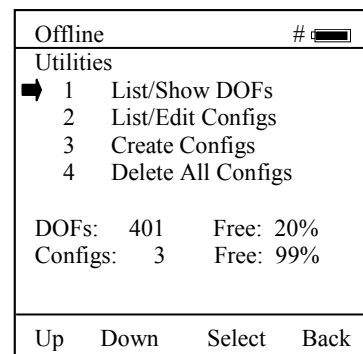 Offline #
Utilities
1 List/Show DOFs
2 List/Edit Configs
3 Create Configs
4 Delete All Configs
DOFs: 401 Free: 20%
Configs: 3 Free: 99%
Up Down Select Back